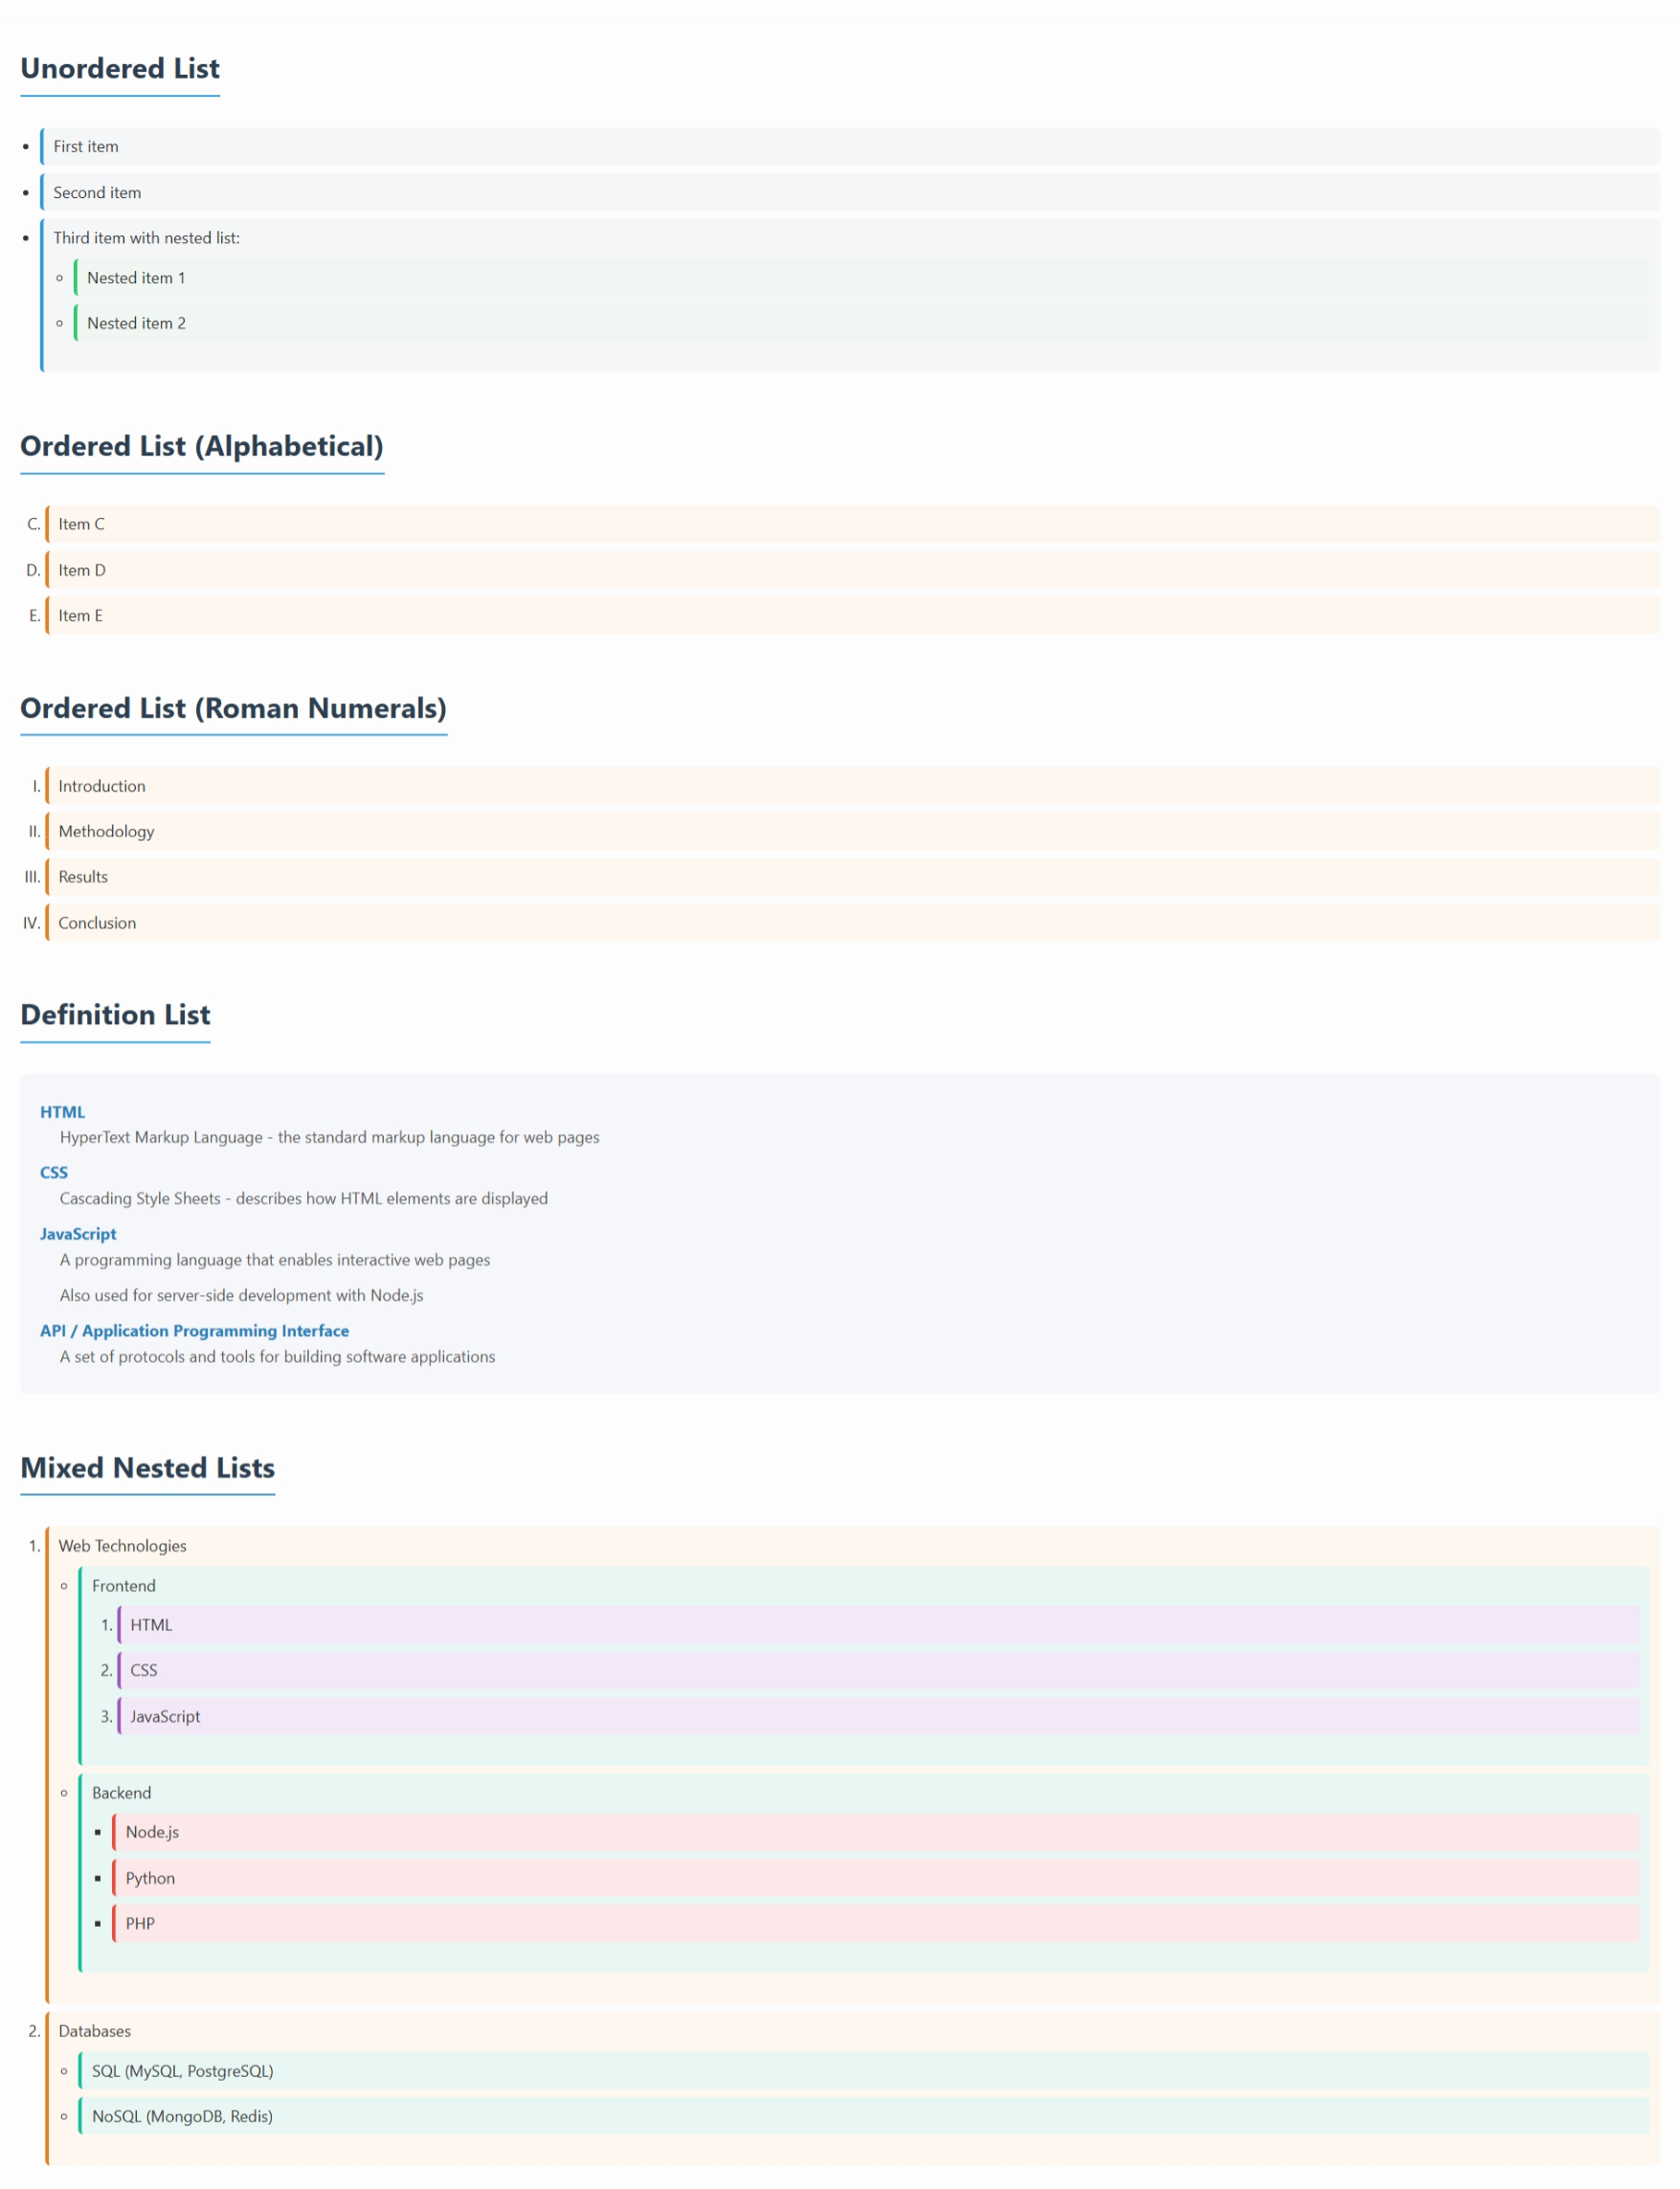 Unordered List
• First item
• Second item
• Third item with nested list:
◦ Nested item 1
◦ Nested item 2
Ordered List (Alphabetical)
C. Item C
D. Item D
E. Item E
Ordered List (Roman Numerals)
I. Introduction
II. Methodology
III. Results
IV. Conclusion
Definition List
HTML
HyperText Markup Language - the standard markup language for web pages
CSS
Cascading Style Sheets - describes how HTML elements are displayed
JavaScript
A programming language that enables interactive web pages
Also used for server-side development with Node.js
API / Application Programming Interface
A set of protocols and tools for building software applications
Mixed Nested Lists
1. Web Technologies
◦ Frontend
1. HTML
2. CSS
3. JavaScript
◦ Backend
▪ Node.js
▪ Python
▪ PHP
2. Databases
◦ SQL (MySQL, PostgreSQL)
◦ NoSQL (MongoDB, Redis)